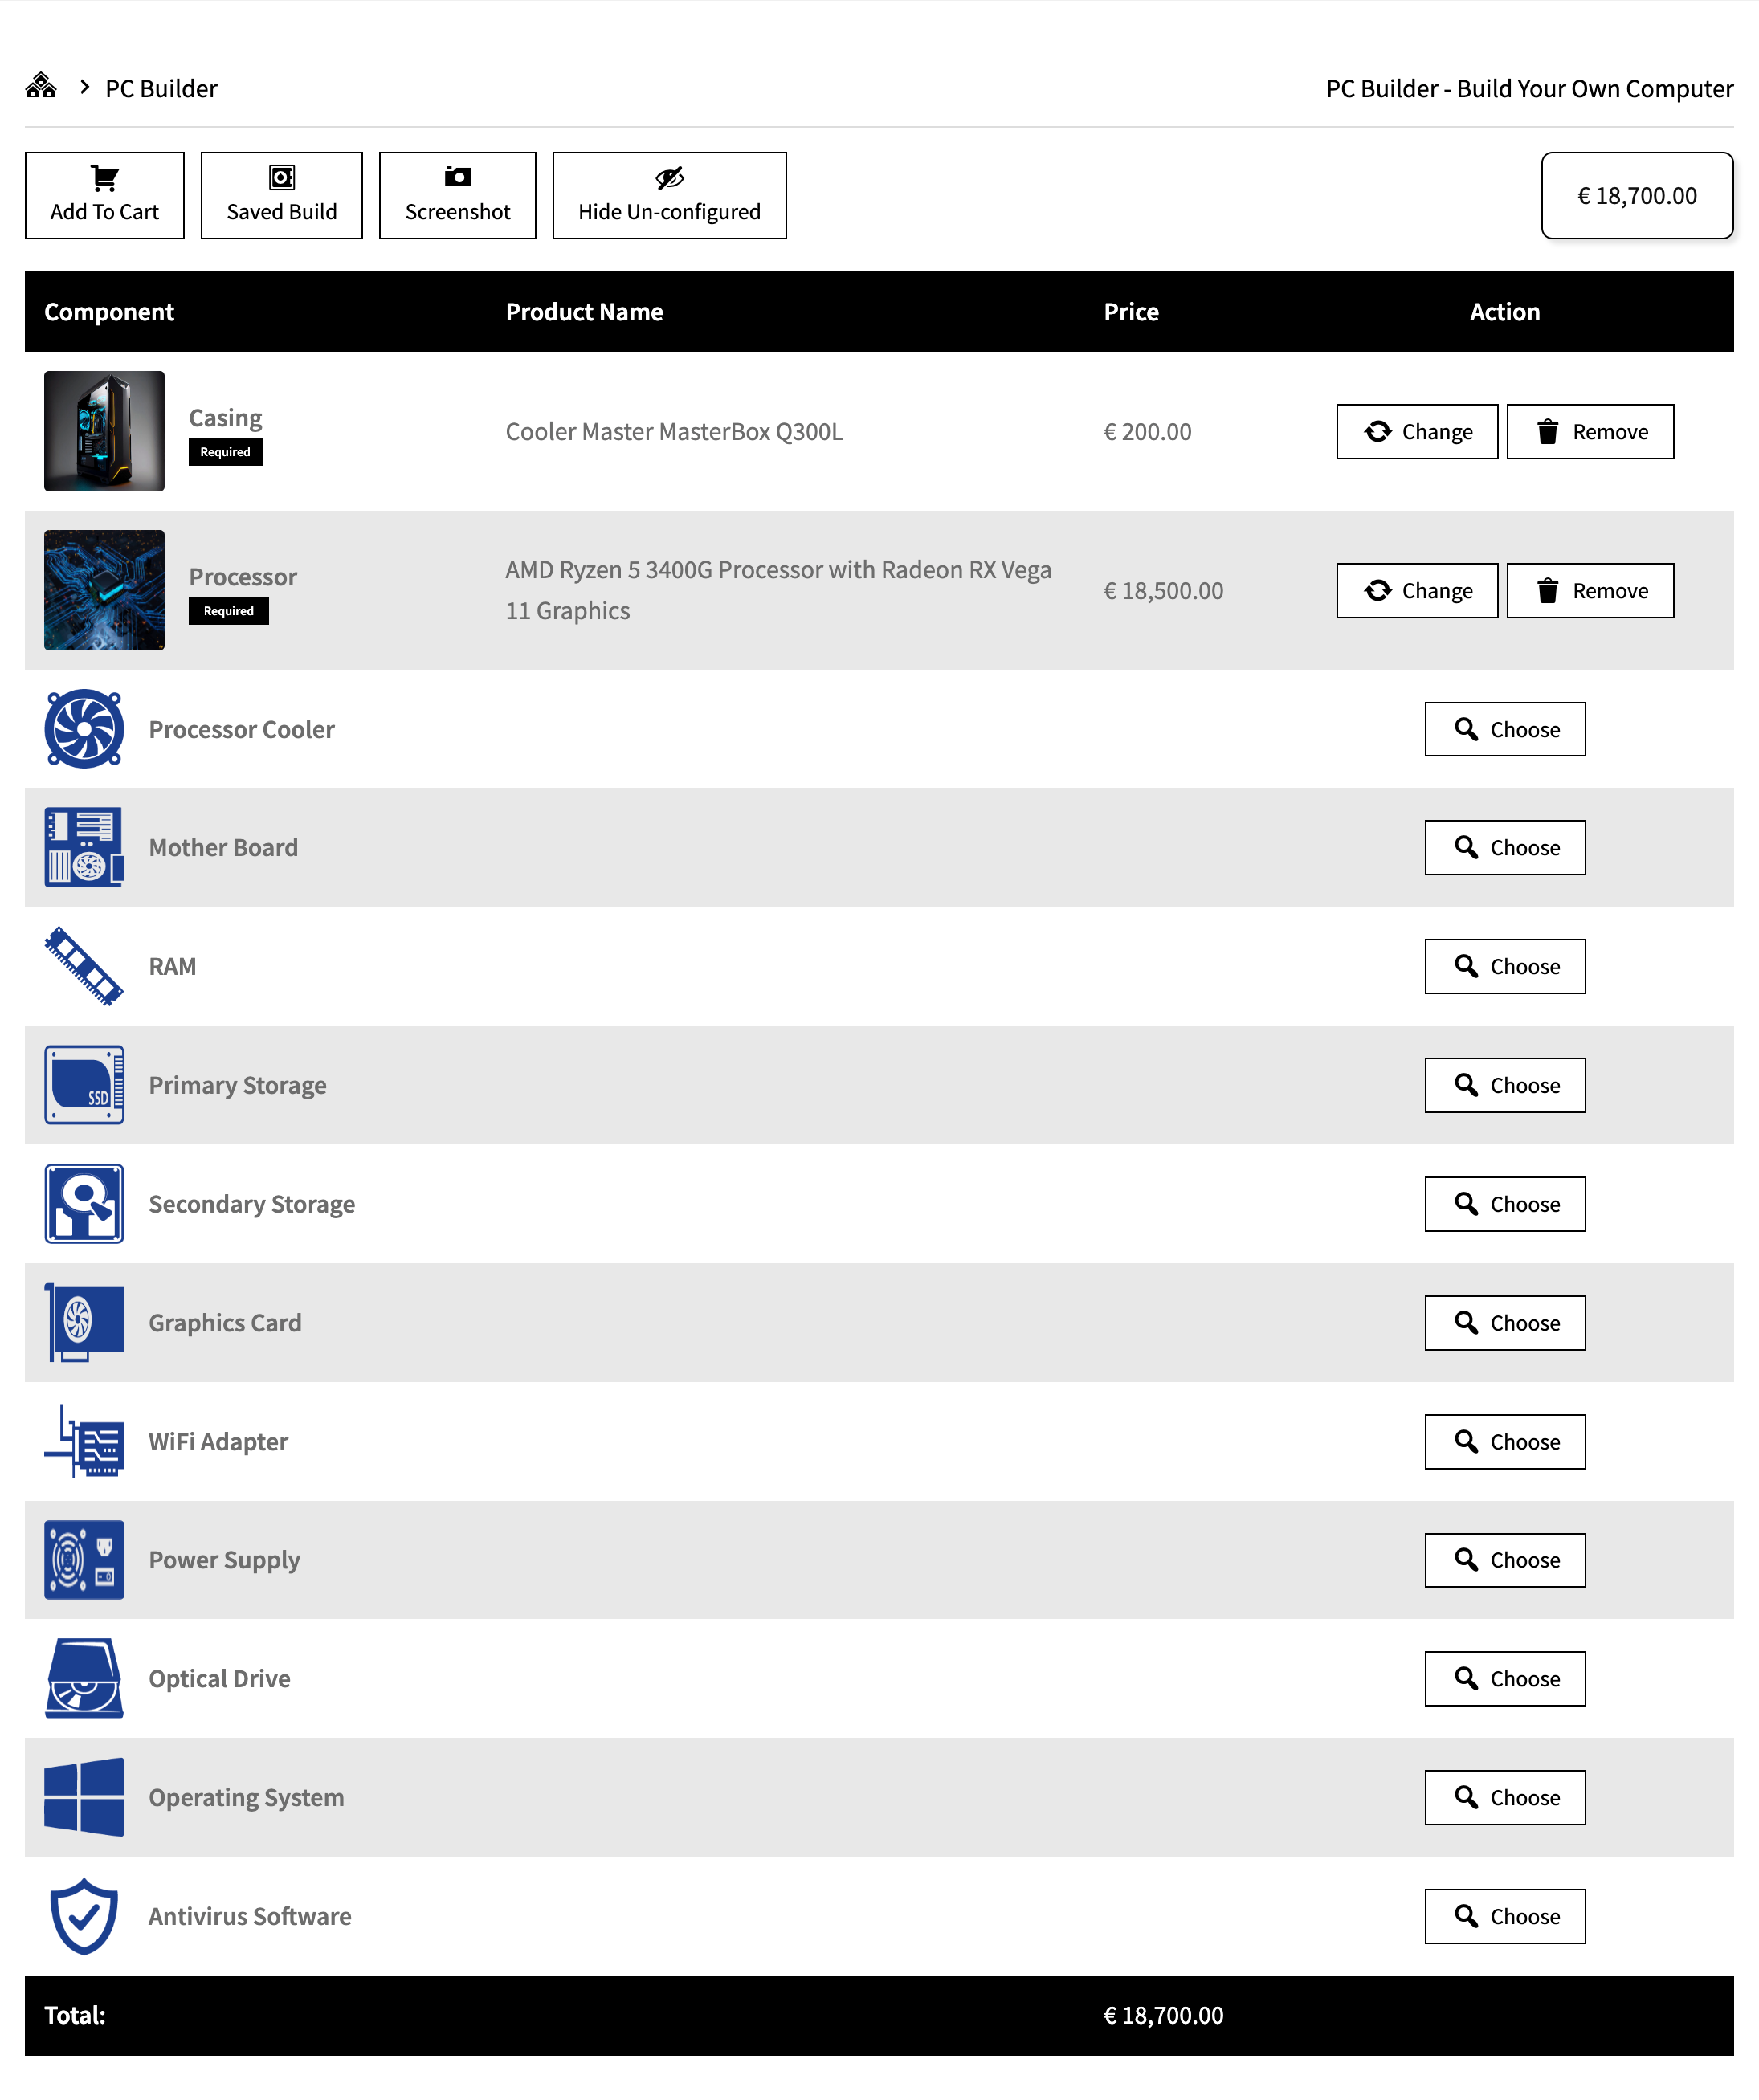 PC Builder
PC Builder - Build Your Own Computer
Add To Cart
Saved Build
Screenshot
Hide Un-configured
€ 18,700.00
Component Product Name Price Action
Casing
Required
Cooler Master MasterBox Q300L
€ 200.00
Change
Remove
Processor
Required
AMD Ryzen 5 3400G Processor with Radeon RX Vega
11 Graphics
€ 18,500.00
Change
Remove
Processor Cooler
Choose
Mother Board
Choose
RAM
Choose
SSD
Primary Storage
Choose
Secondary Storage
Choose
Graphics Card
Choose
WiFi Adapter
Choose
Power Supply
Choose
Optical Drive
Choose
Operating System
Choose
Antivirus Software
Choose
Total: € 18,700.00